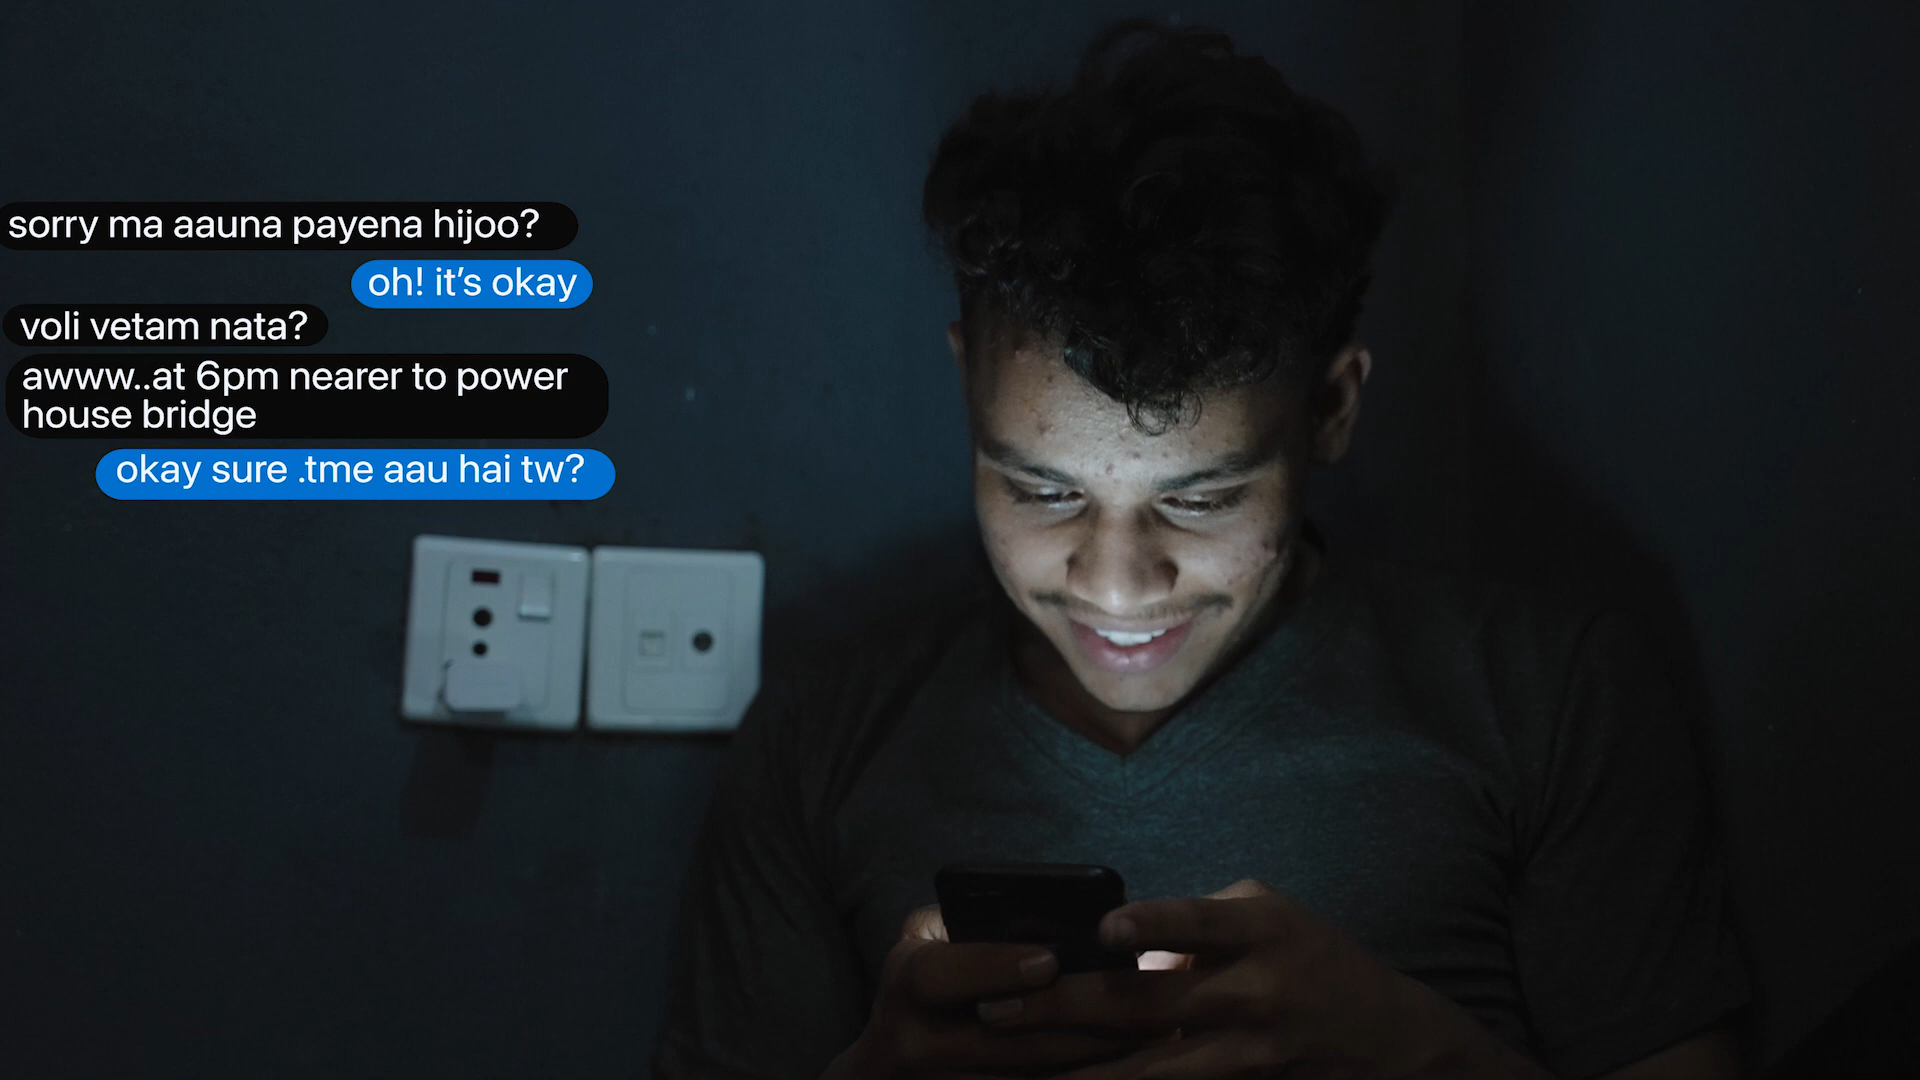 sorry ma aauna payena hijoo?
oh! it's okay
voli vetam nata?
awww..at 6pm nearer to power
house bridge
okay sure .tme aau hai tw?